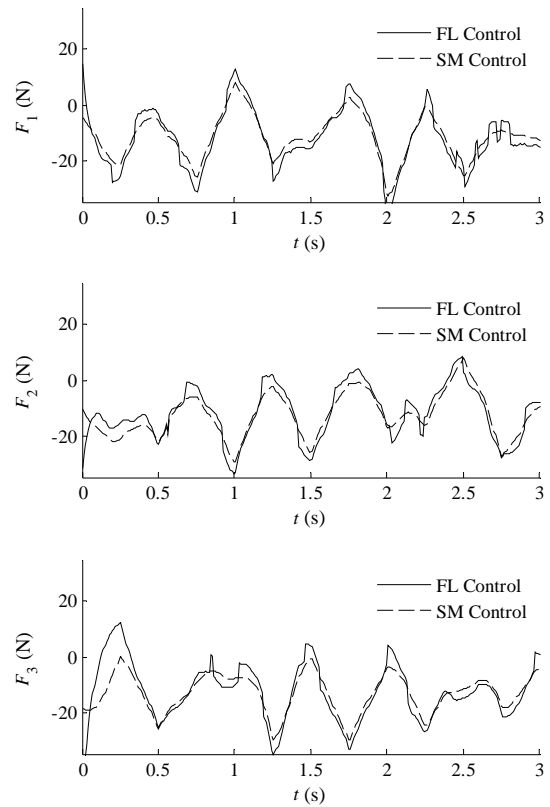 FL Control
SM Control
20
0
-20
F1 (N)
0 0.5 1 1.5 2 2.5 3
t (s)
FL Control
SM Control
20
0
-20
F2 (N)
0 0.5 1 1.5 2 2.5 3
t (s)
FL Control
SM Control
20
0
-20
F3 (N)
0 0.5 1 1.5 2 2.5 3
t (s)